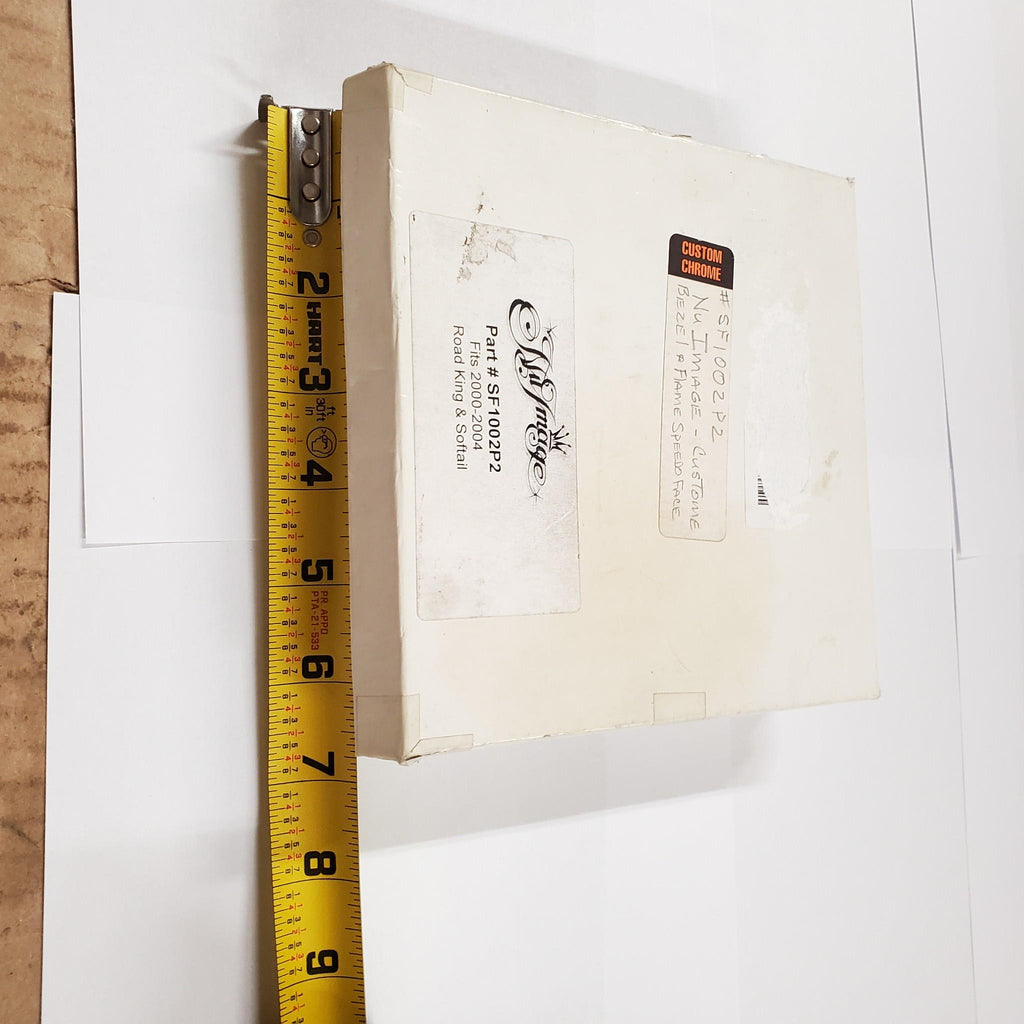 Nu Image
Part # SF1002P2
Fits 2000-2004
Road King & Softail
CUSTOM
CHROME
#SF1002P2
NU IMAGE - CUSTOME
BEZEL & FLAME SPEEDO FACE
2
HART
3
ft
in
30ft
4
5
PR APPD
PTA-21-533
6
7
8
9